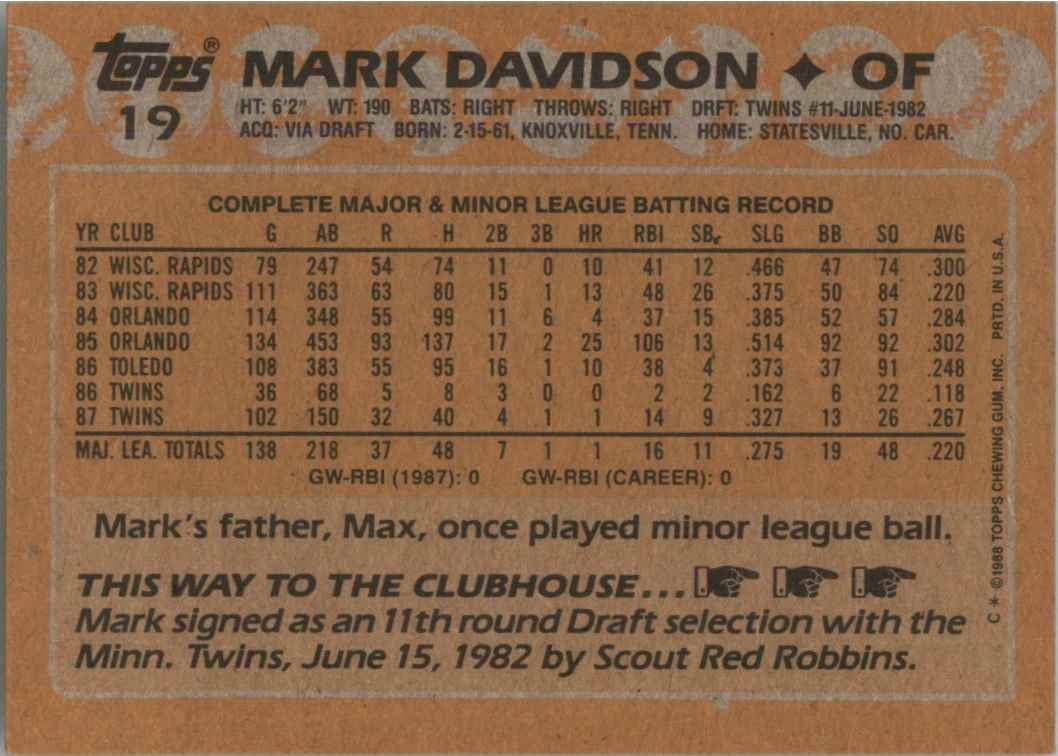 topps® MARK DAVIDSON ✦ OF
19 HT: 6'2" WT: 190 BATS: RIGHT THROWS: RIGHT DRFT: TWINS #11-JUNE-1982
ACQ: VIA DRAFT BORN: 2-15-61, KNOXVILLE, TENN. HOME: STATESVILLE, NO. CAR.
COMPLETE MAJOR & MINOR LEAGUE BATTING RECORD
YR CLUB G AB R H 2B 3B HR RBI SB SLG BB SO AVG
82 WISC. RAPIDS 79 247 54 74 11 0 10 41 12 .466 47 74 .300
83 WISC. RAPIDS 111 363 63 80 15 1 13 48 26 .375 50 84 .220
84 ORLANDO 114 348 55 99 11 6 4 37 15 .385 52 57 .284
85 ORLANDO 134 453 93 137 17 2 25 106 13 .514 92 92 .302
86 TOLEDO 108 383 55 95 16 1 10 38 4 .373 37 91 .248
86 TWINS 36 68 5 8 3 0 0 2 2 .162 6 22 .118
87 TWINS 102 150 32 40 4 1 1 14 9 .327 13 26 .267
MAJ. LEA. TOTALS 138 218 37 48 7 1 1 16 11 .275 19 48 .220
GW-RBI (1987): 0 GW-RBI (CAREER): 0
Mark's father, Max, once played minor league ball.
THIS WAY TO THE CLUBHOUSE...
Mark signed as an 11th round Draft selection with the
Minn. Twins, June 15, 1982 by Scout Red Robbins.
C * ©1988 TOPPS CHEWING GUM, INC. PRTD. IN U.S.A.